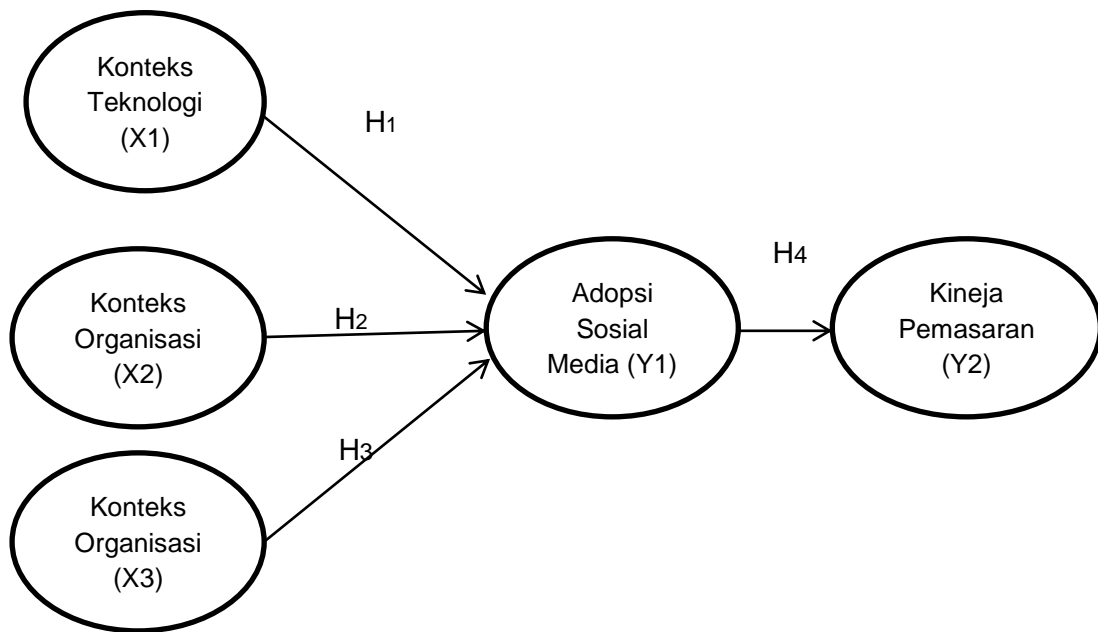 Konteks
Teknologi
(X1)
H1
Konteks
Organisasi
(X2)
H2
Konteks
Organisasi
(X3)
H3
Adopsi
Sosial
Media (Y1)
H4
Kineja
Pemasaran
(Y2)